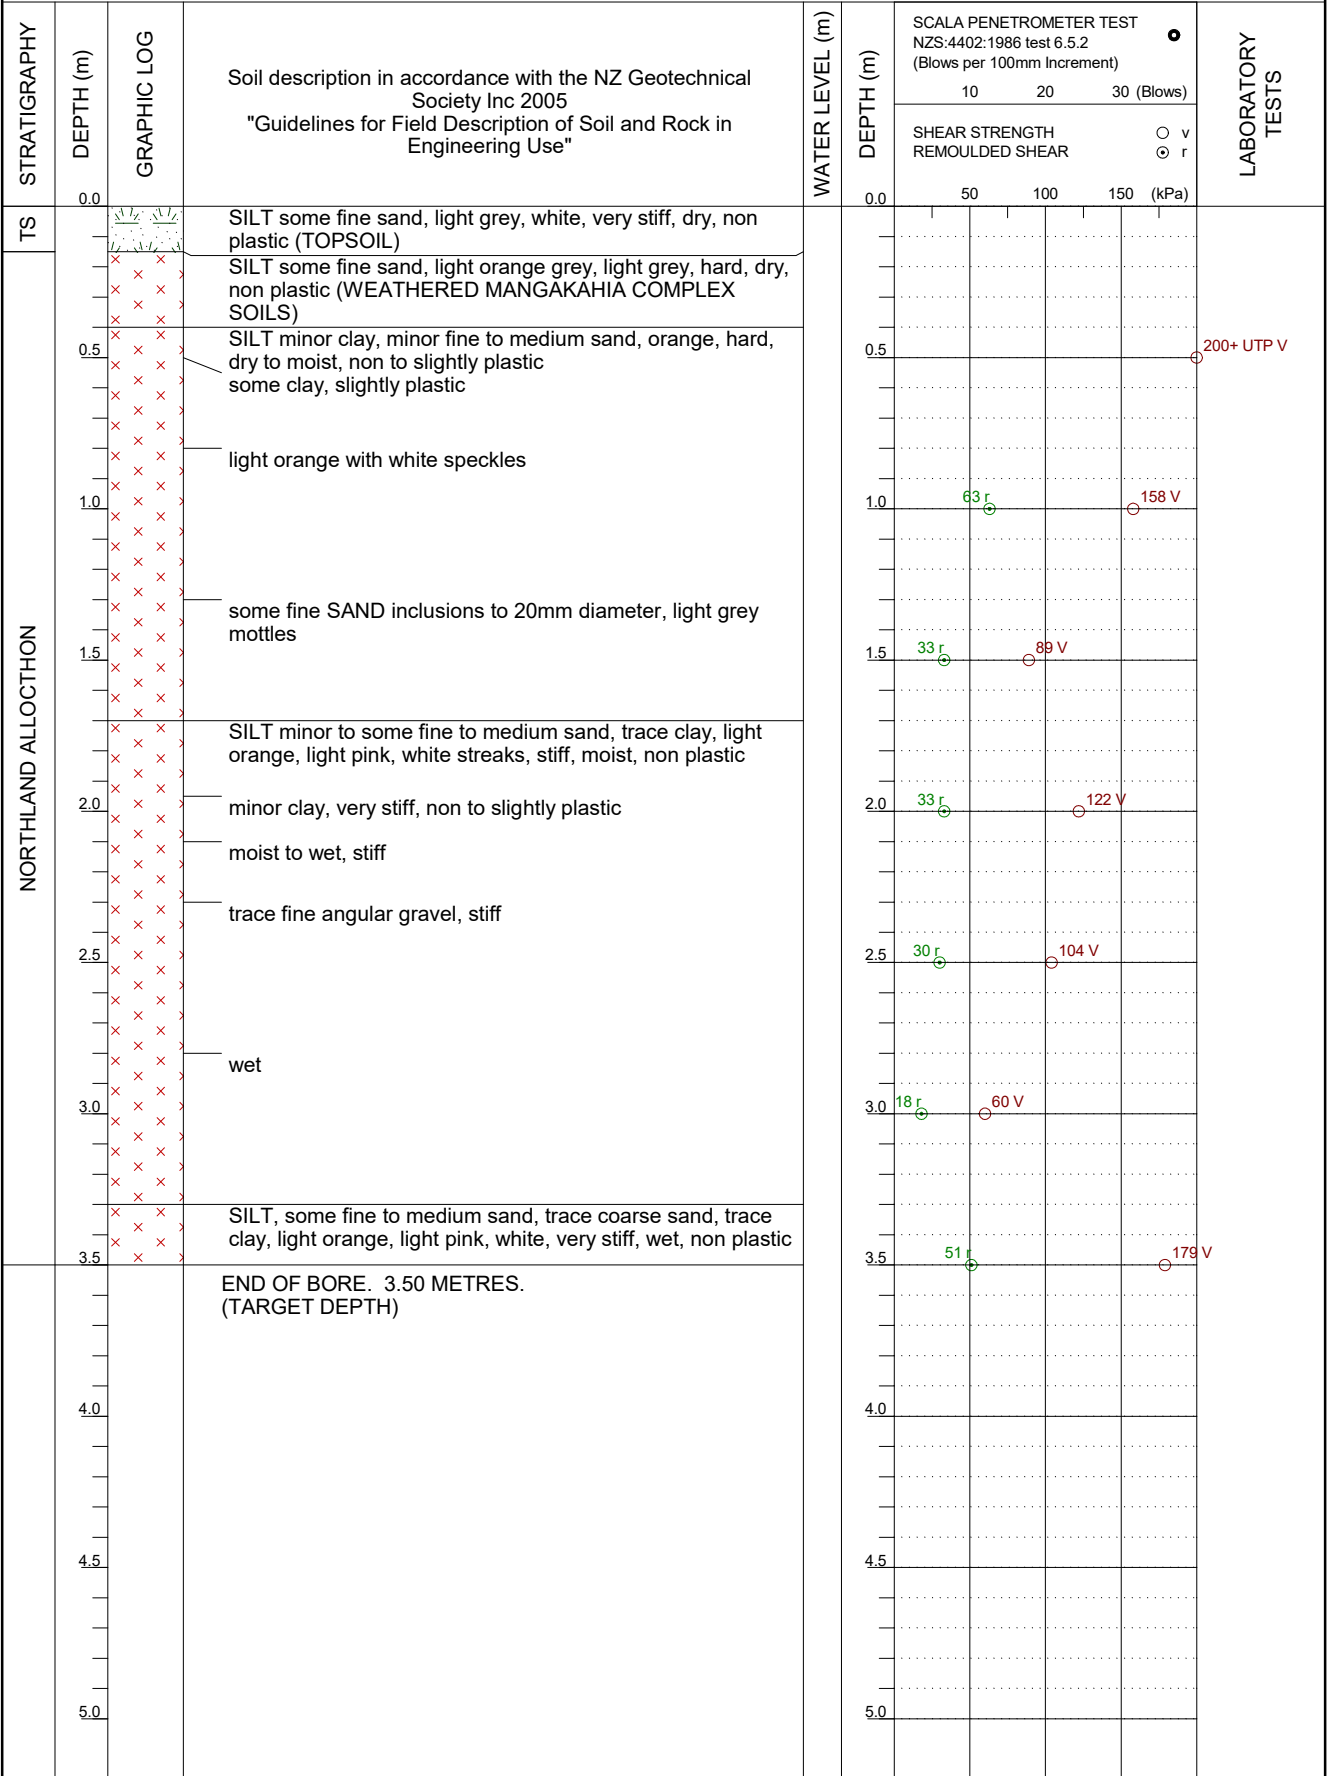 STRATIGRAPHY
DEPTH (m)
GRAPHIC LOG
Soil description in accordance with the NZ Geotechnical
Society Inc 2005
"Guidelines for Field Description of Soil and Rock in
Engineering Use"
WATER LEVEL (m)
DEPTH (m)
SCALA PENETROMETER TEST
NZS:4402:1986 test 6.5.2
(Blows per 100mm Increment)
10 20 30 (Blows)
SHEAR STRENGTH v
REMOULDED SHEAR r
50 100 150 (kPa)
LABORATORY
TESTS
0.0 0.0
TS
SILT some fine sand, light grey, white, very stiff, dry, non
plastic (TOPSOIL)
SILT some fine sand, light orange grey, light grey, hard, dry,
non plastic (WEATHERED MANGAKAHIA COMPLEX
SOILS)
NORTHLAND ALLOCTHON
SILT minor clay, minor fine to medium sand, orange, hard,
dry to moist, non to slightly plastic
0.5 0.5 200+ UTP V
some clay, slightly plastic
light orange with white speckles
1.0 1.0 63 r 158 V
some fine SAND inclusions to 20mm diameter, light grey
mottles
1.5 1.5 33 r 89 V
SILT minor to some fine to medium sand, trace clay, light
orange, light pink, white streaks, stiff, moist, non plastic
2.0 minor clay, very stiff, non to slightly plastic 2.0 33 r 122 V
moist to wet, stiff
trace fine angular gravel, stiff
2.5 2.5 30 r 104 V
wet
3.0 3.0 18 r 60 V
SILT, some fine to medium sand, trace coarse sand, trace
clay, light orange, light pink, white, very stiff, wet, non plastic
3.5 3.5 51 r 179 V
END OF BORE. 3.50 METRES.
(TARGET DEPTH)
4.0 4.0
4.5 4.5
5.0 5.0